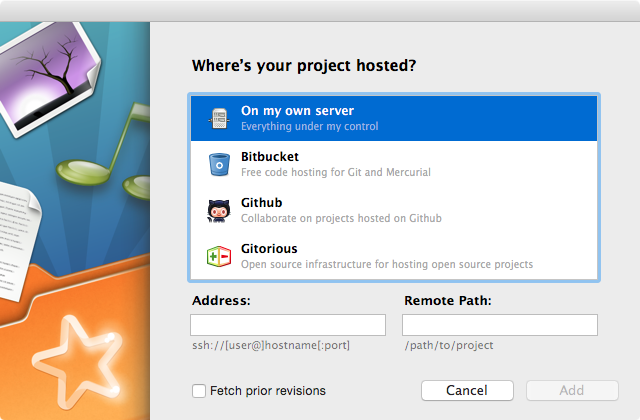 Where's your project hosted?
On my own server
Everything under my control
Bitbucket
Free code hosting for Git and Mercurial
Github
Collaborate on projects hosted on Github
Gitorious
Open source infrastructure for hosting open source projects
Address: Remote Path:
ssh://[user@]hostname[:port] /path/to/project
Fetch prior revisions Cancel Add